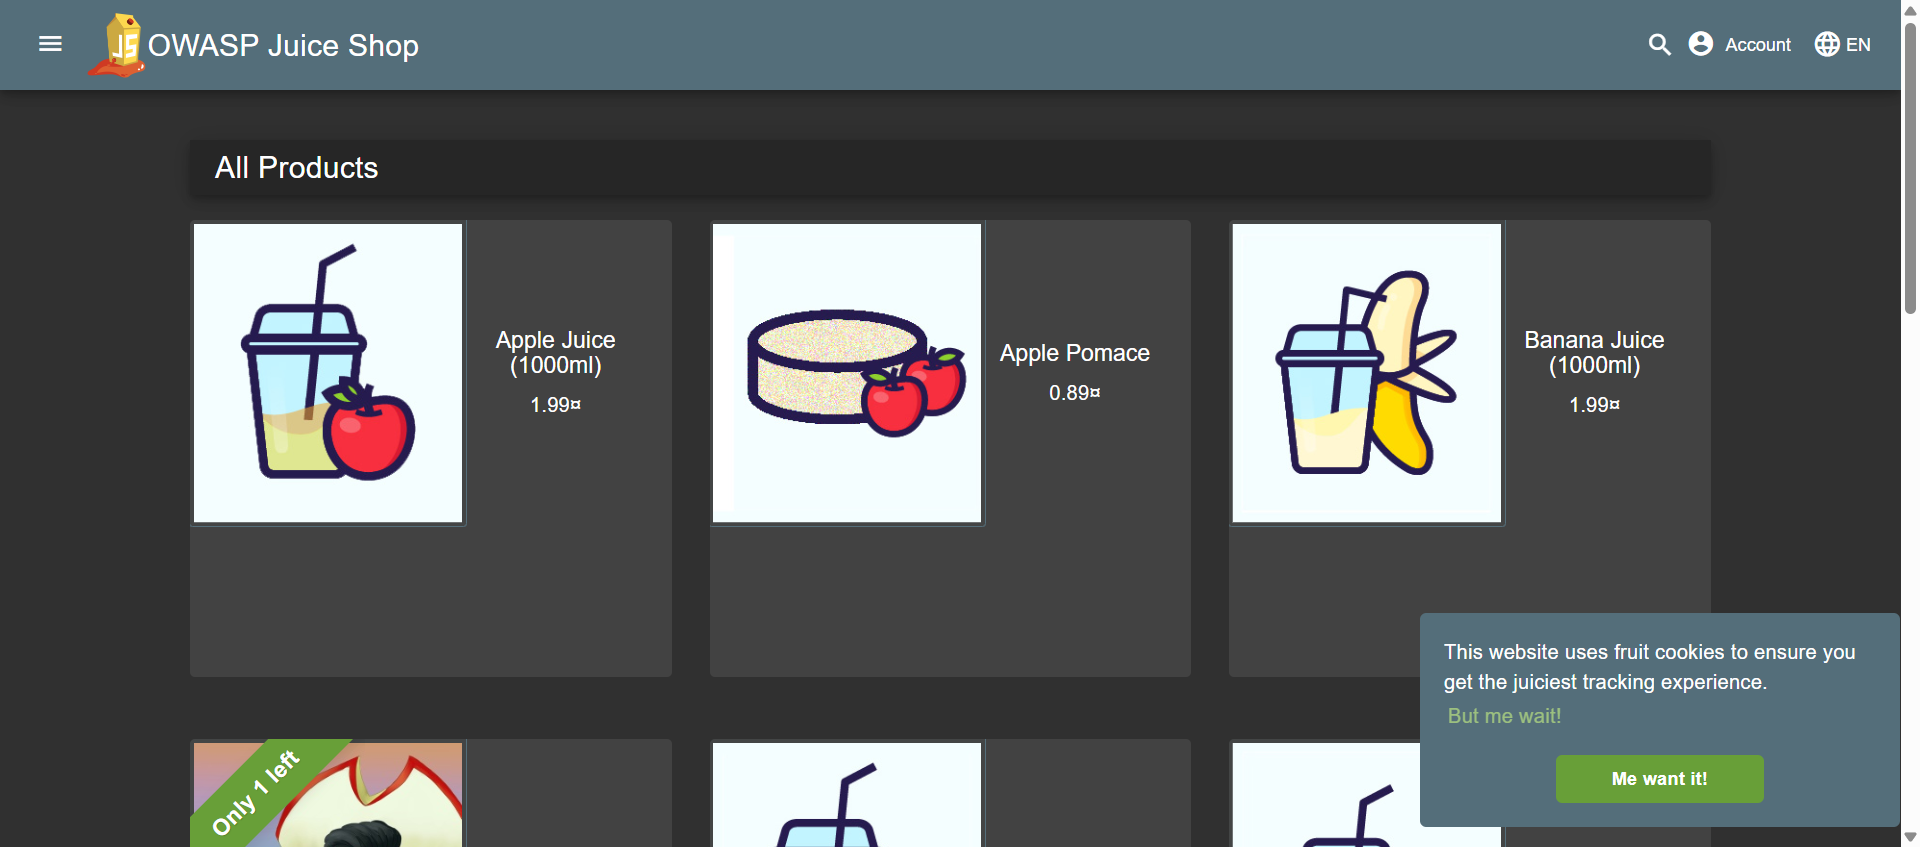 OWASP Juice Shop
Account
EN
All Products
Apple Juice
(1000ml)
1.99¤
Apple Pomace
0.89¤
Banana Juice
(1000ml)
1.99¤
Only 1 left
This website uses fruit cookies to ensure you
get the juiciest tracking experience.
But me wait!
Me want it!